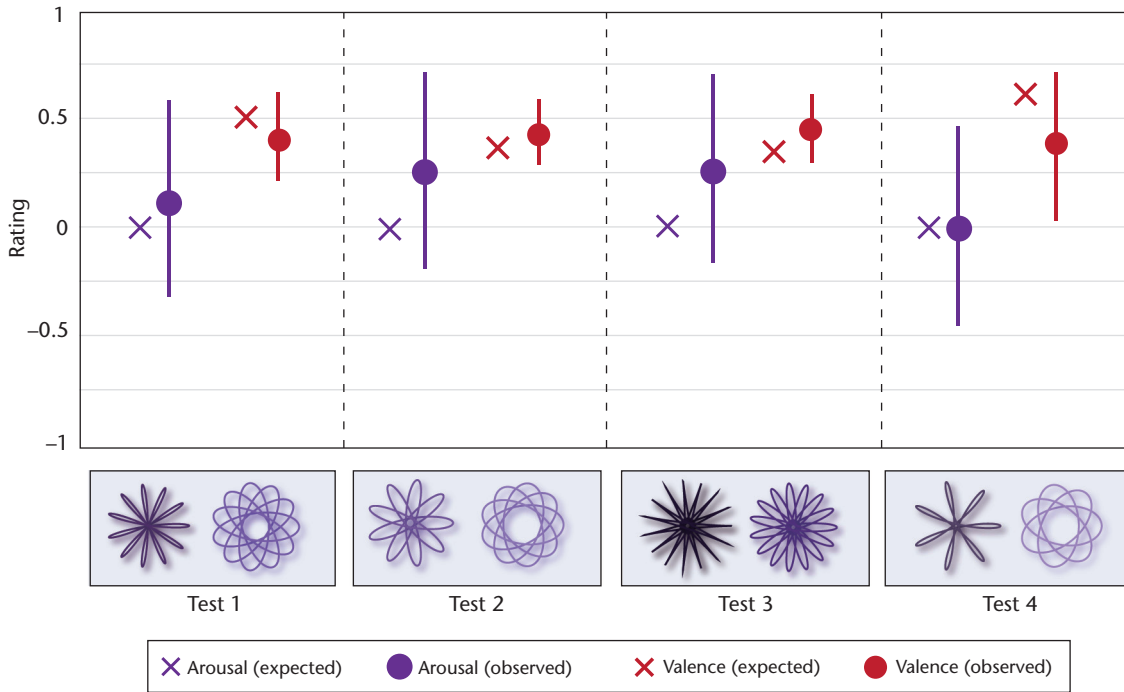 1
0.5
0
–0.5
–1
Rating
Test 1
Test 2
Test 3
Test 4
Arousal (expected)
Arousal (observed)
Valence (expected)
Valence (observed)